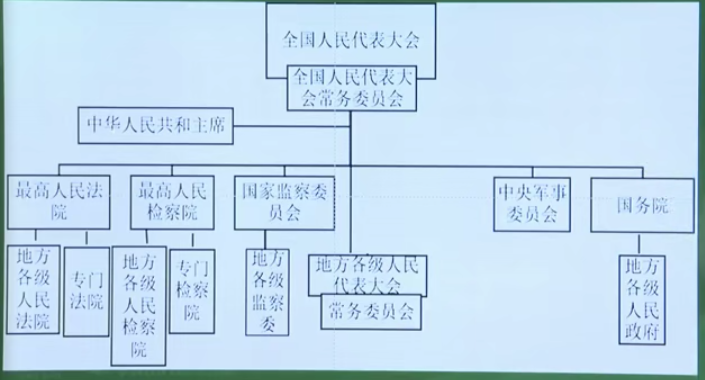 全国人民代表大会
全国人民代表大
会常务委员会
中华人民共和主席
最高人民法
院
最高人民
检察院
国家监察委
员会
中央军事
委员会
国务院
地方
各级
人民
法院
专门
法院
地方
各级
人民
检察
院
专门
检察
院
地方
各级
监察
委
地方各级人民
代表大会
常务委员会
地方
各级
人民
政府